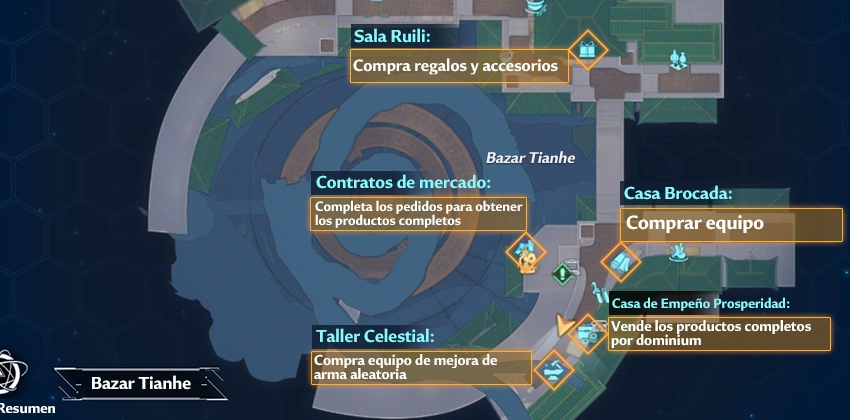 Sala Ruili:
Compra regalos y accesorios
Bazar Tianhe
Contratos de mercado:
Completa los pedidos para obtener
los productos completos
Casa Brocada:
Comprar equipo
Casa de Empeño Prosperidad:
Vende los productos completos
por dominium
Taller Celestial:
Compra equipo de mejora de
arma aleatoria
Bazar Tianhe
Resumen